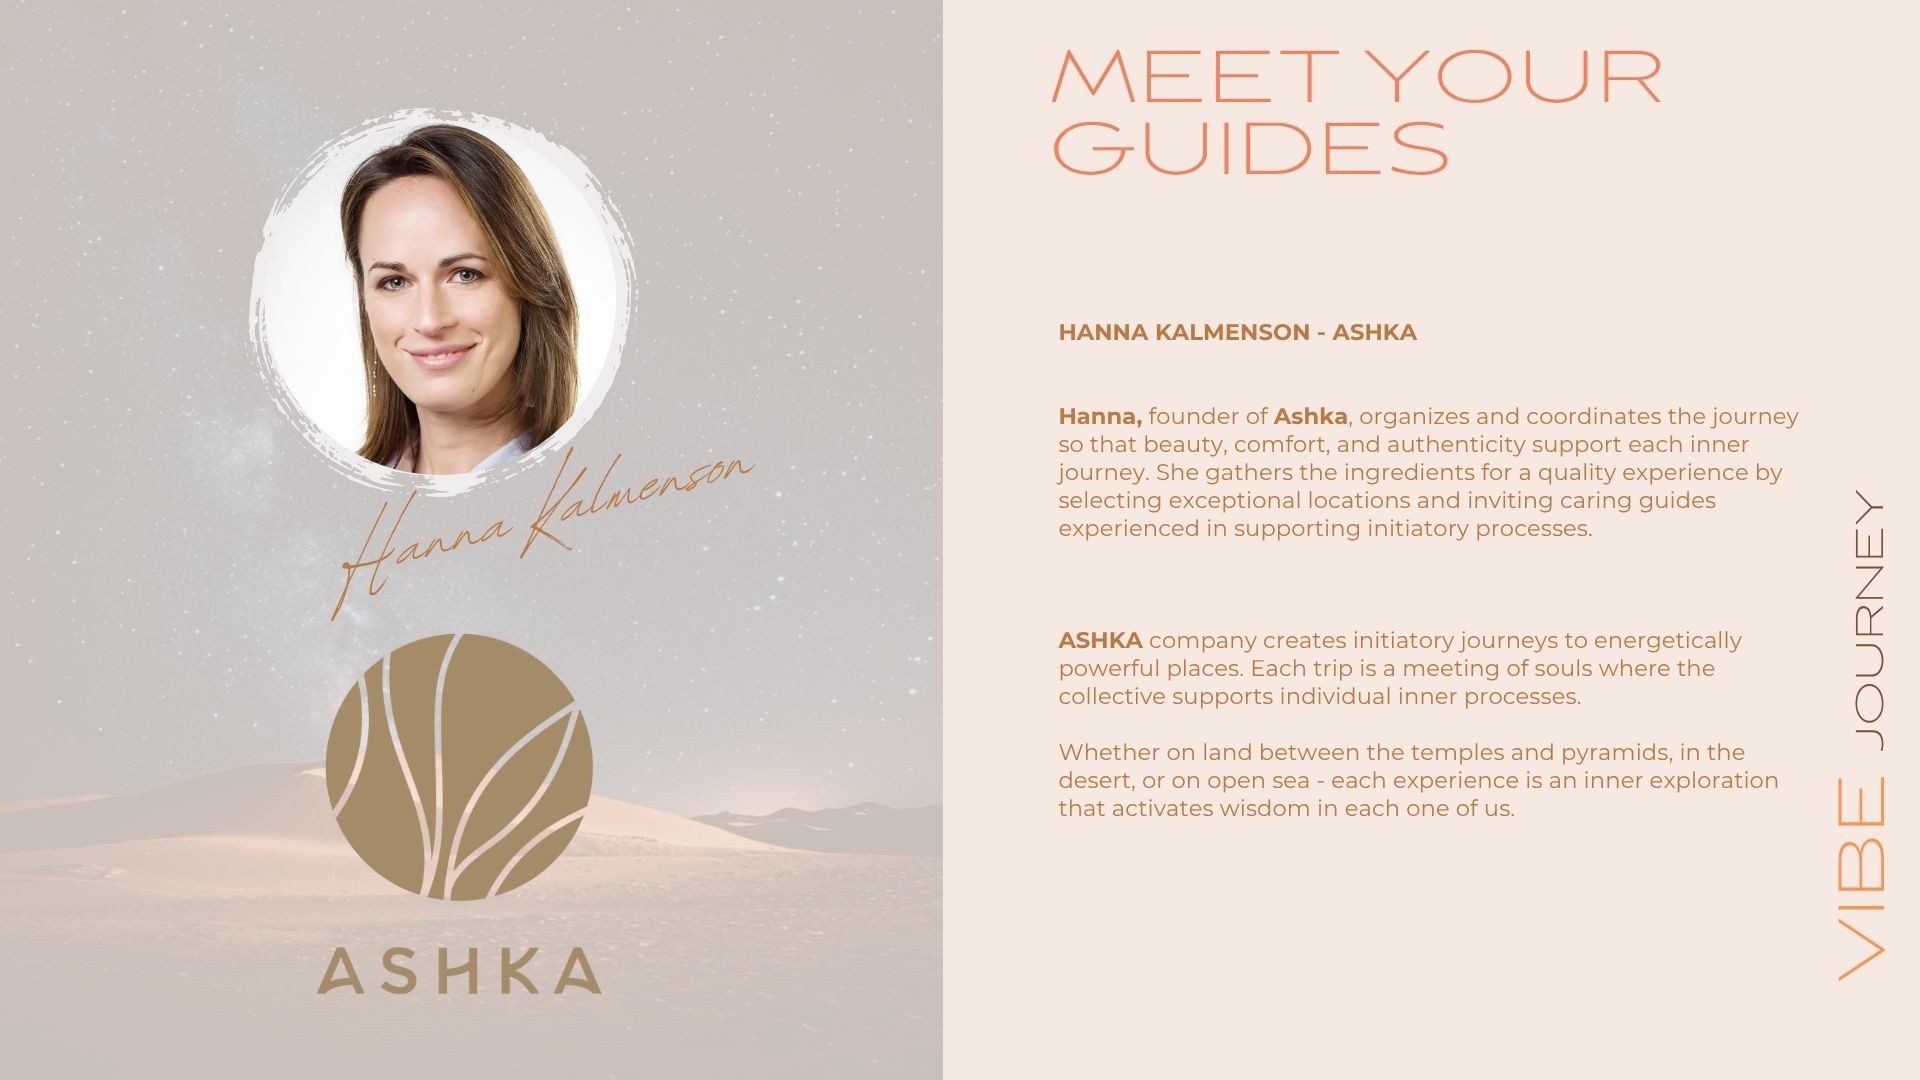 Hanna Kalmenson
ASHKA
MEET YOUR
GUIDES
HANNA KALMENSON - ASHKA
Hanna, founder of Ashka, organizes and coordinates the journey
so that beauty, comfort, and authenticity support each inner
journey. She gathers the ingredients for a quality experience by
selecting exceptional locations and inviting caring guides
experienced in supporting initiatory processes.
ASHKA company creates initiatory journeys to energetically
powerful places. Each trip is a meeting of souls where the
collective supports individual inner processes.
Whether on land between the temples and pyramids, in the
desert, or on open sea - each experience is an inner exploration
that activates wisdom in each one of us.
VIBE JOURNEY